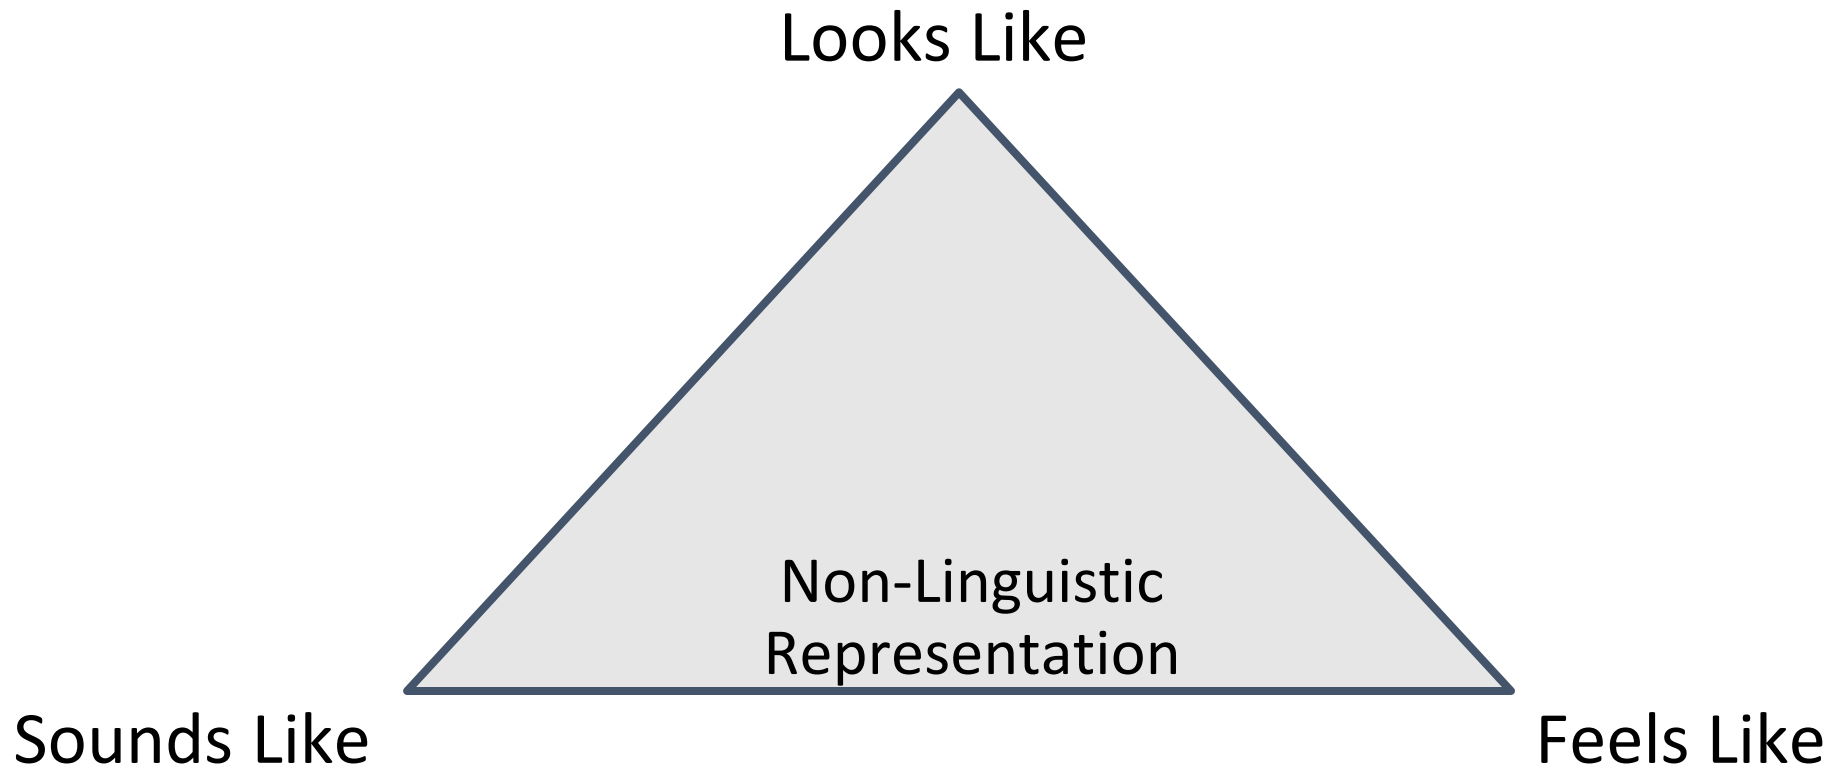 Looks Like
Non-Linguistic
Representation
Sounds Like
Feels Like